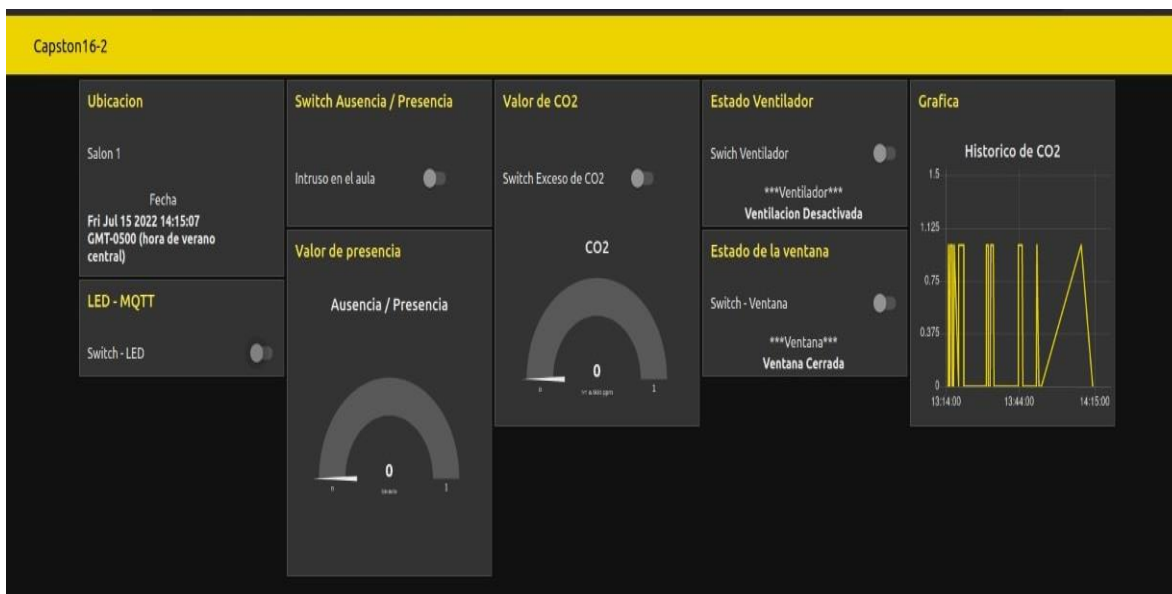 Capston16-2
Ubicacion
Salon 1
Fecha
Fri Jul 15 2022 14:15:07
GMT-0500 (hora de verano
central)
LED - MQTT
Switch - LED
Switch Ausencia / Presencia
Intruso en el aula
Valor de presencia
Ausencia / Presencia
0
0
1
Valor de CO2
Switch Exceso de CO2
CO2
0
0
1
Estado Ventilador
Swich Ventilador
***Ventilador***
Ventilacion Desactivada
Estado de la ventana
Switch - Ventana
***Ventana***
Ventana Cerrada
Grafica
Historico de CO2
1.5
1.125
0.75
0.375
0
13:14:00
13:44:00
14:15:00